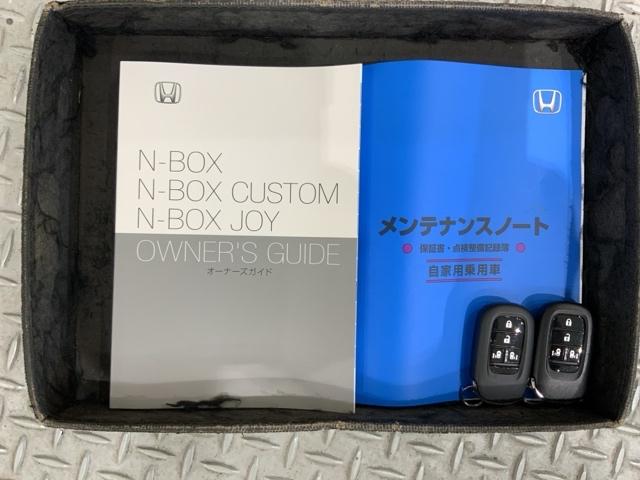 N-BOX
N-BOX CUSTOM
N-BOX JOY
OWNER'S GUIDE
オーナーズガイド
メンテナンスノート
保証書・点検整備記録簿
自家用乗用車